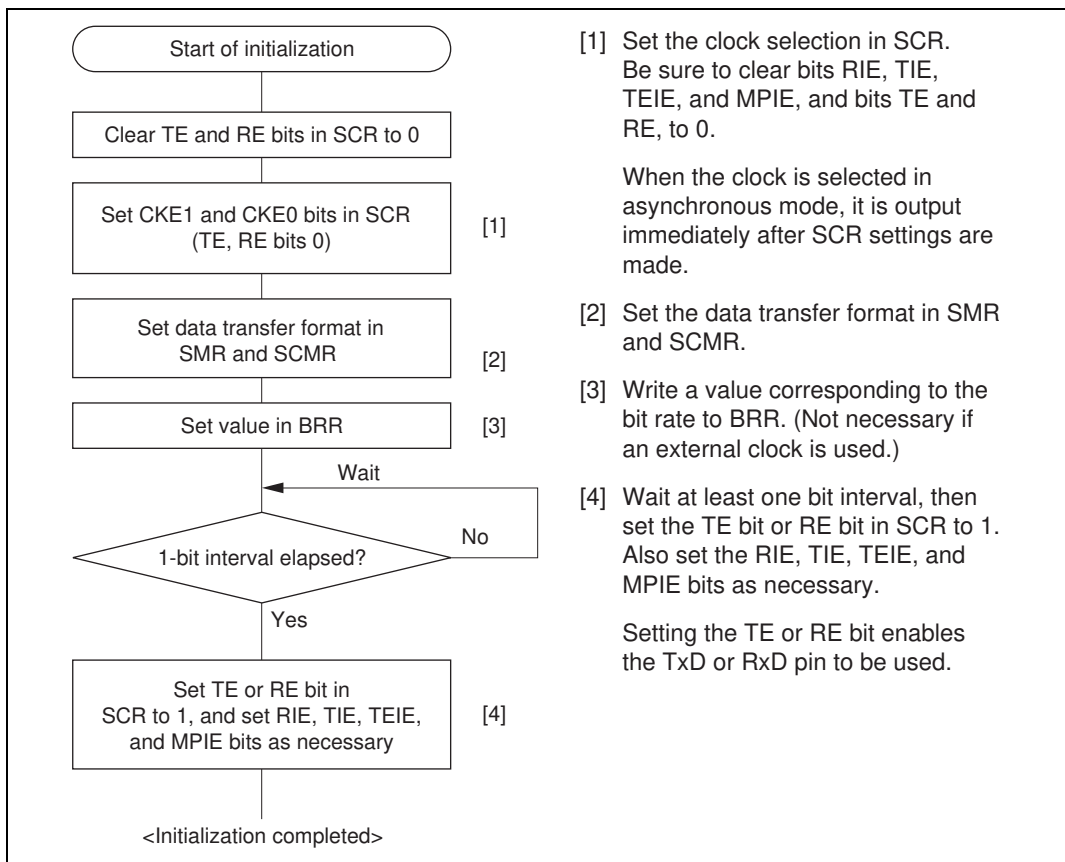 Start of initialization
Clear TE and RE bits in SCR to 0
Set CKE1 and CKE0 bits in SCR
(TE, RE bits 0)
[1]
Set data transfer format in
SMR and SCMR
[2]
Set value in BRR
[3]
Wait
1-bit interval elapsed?
No
Yes
Set TE or RE bit in
SCR to 1, and set RIE, TIE, TEIE,
and MPIE bits as necessary
[4]
<Initialization completed>
[1] Set the clock selection in SCR.
Be sure to clear bits RIE, TIE,
TEIE, and MPIE, and bits TE and
RE, to 0.
When the clock is selected in
asynchronous mode, it is output
immediately after SCR settings are
made.
[2] Set the data transfer format in SMR
and SCMR.
[3] Write a value corresponding to the
bit rate to BRR. (Not necessary if
an external clock is used.)
[4] Wait at least one bit interval, then
set the TE bit or RE bit in SCR to 1.
Also set the RIE, TIE, TEIE, and
MPIE bits as necessary.
Setting the TE or RE bit enables
the TxD or RxD pin to be used.